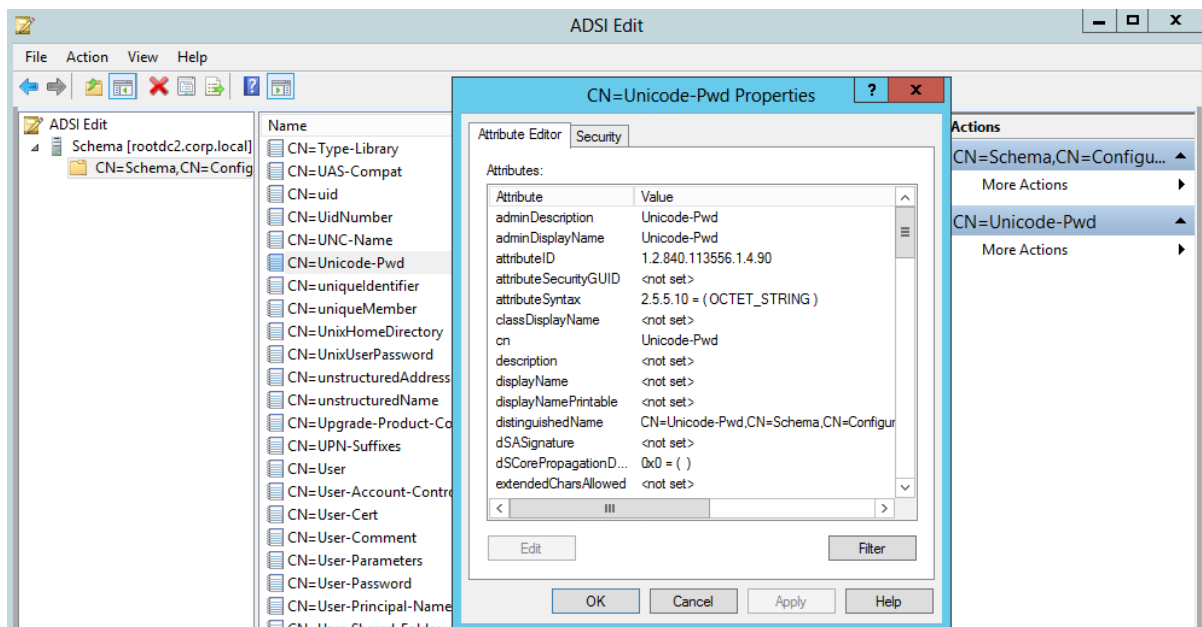 ADSI Edit
File Action View Help
ADSI Edit
Schema [rootdc2.corp.local]
CN=Schema,CN=Config
Name
CN=Type-Library
CN=UAS-Compat
CN=uid
CN=UidNumber
CN=UNC-Name
CN=Unicode-Pwd
CN=uniqueIdentifier
CN=uniqueMember
CN=UnixHomeDirectory
CN=UnixUserPassword
CN=unstructuredAddress
CN=unstructuredName
CN=Upgrade-Product-Co
CN=UPN-Suffixes
CN=User
CN=User-Account-Contro
CN=User-Cert
CN=User-Comment
CN=User-Parameters
CN=User-Password
CN=User-Principal-Name
CN=User-Shared-Folder
CN=Unicode-Pwd Properties
? x
Attribute Editor Security
Attributes:
Attribute Value
adminDescription Unicode-Pwd
adminDisplayName Unicode-Pwd
attributeID 1.2.840.113556.1.4.90
attributeSecurityGUID <not set>
attributeSyntax 2.5.5.10 = ( OCTET_STRING )
classDisplayName <not set>
cn Unicode-Pwd
description <not set>
displayName <not set>
displayNamePrintable <not set>
distinguishedName CN=Unicode-Pwd,CN=Schema,CN=Configur
dSASignature <not set>
dSCorePropagationD... 0x0 = ( )
extendedCharsAllowed <not set>
Edit Filter
OK Cancel Apply Help
Actions
CN=Schema,CN=Configu...
More Actions
CN=Unicode-Pwd
More Actions